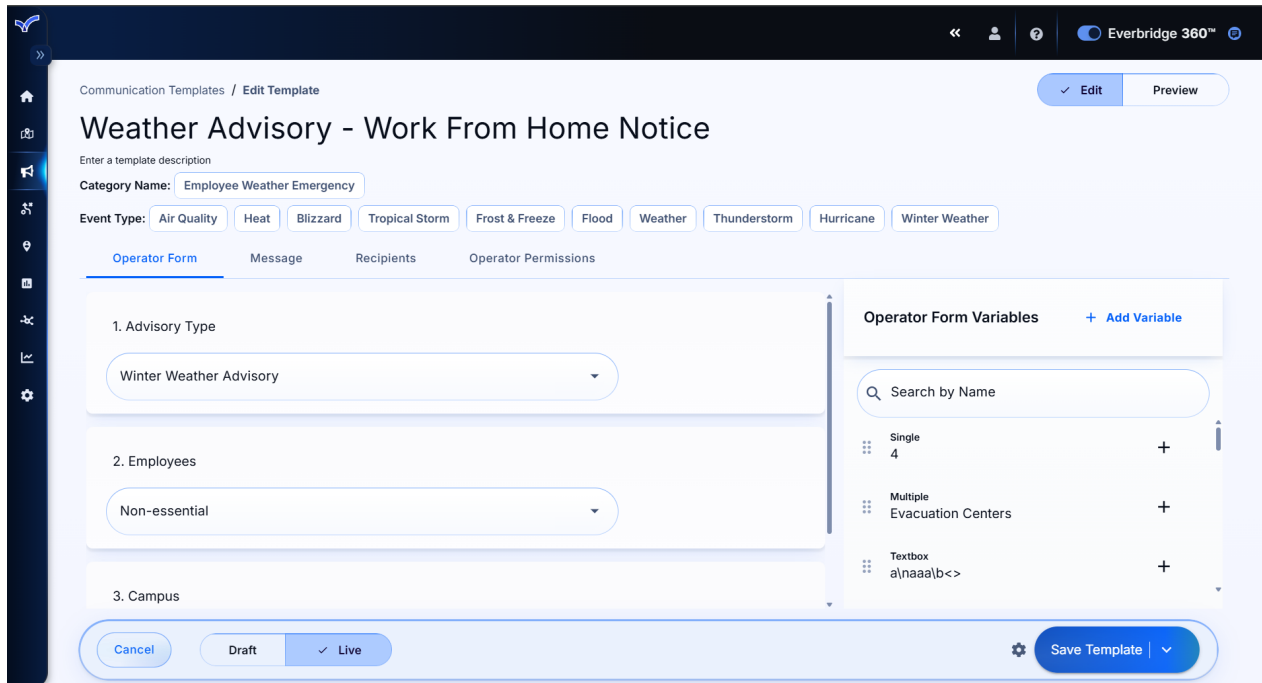 Everbridge 360™
Communication Templates / Edit Template
Edit
Preview
Weather Advisory - Work From Home Notice
Enter a template description
Category Name: Employee Weather Emergency
Event Type: Air Quality Heat Blizzard Tropical Storm Frost & Freeze Flood Weather Thunderstorm Hurricane Winter Weather
Operator Form Message Recipients Operator Permissions
1. Advisory Type
Winter Weather Advisory
2. Employees
Non-essential
3. Campus
Operator Form Variables
+ Add Variable
Search by Name
Single
4
Multiple
Evacuation Centers
Textbox
a\naaa\b<>
Cancel
Draft
Live
Save Template